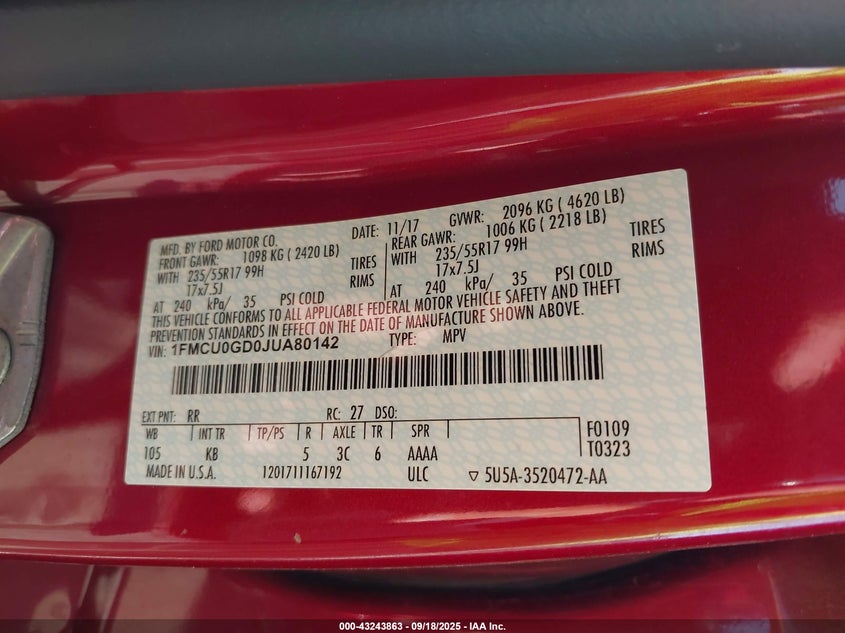 MFD. BY FORD MOTOR CO. DATE: 11/17 GVWR: 2096 KG ( 4620 LB)
FRONT GAWR: 1098 KG ( 2420 LB) REAR GAWR: 1006 KG ( 2218 LB)
WITH 235/55R17 99H TIRES WITH 235/55R17 99H TIRES
17x7.5J RIMS 17x7.5J RIMS
AT 240 kPa/ 35 PSI COLD AT 240 kPa/ 35 PSI COLD
THIS VEHICLE CONFORMS TO ALL APPLICABLE FEDERAL MOTOR VEHICLE SAFETY AND THEFT
PREVENTION STANDARDS IN EFFECT ON THE DATE OF MANUFACTURE SHOWN ABOVE.
VIN: 1FMCU0GD0JUA80142 TYPE: MPV
EXT PNT: RR RC: 27 DSO:
WB INT TR TP/PS R AXLE TR SPR F0109
105 KB 5 3C 6 AAAA T0323
MADE IN U.S.A. 1201711167192 ULC ▽ 5U5A-3520472-AA
000-43243863 - 09/18/2025 - IAA Inc.